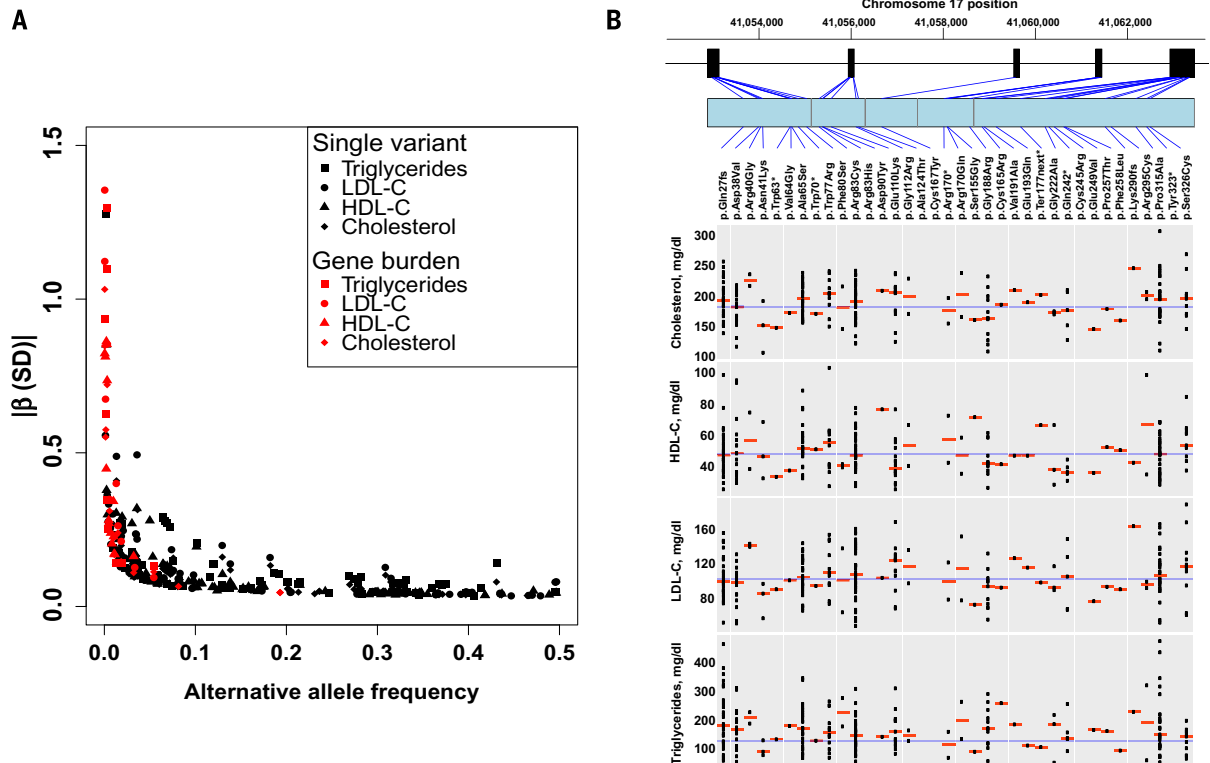 A
1.5
1.0
0.5
0.0
|β (SD)|
Single variant
Triglycerides
LDL-C
HDL-C
Cholesterol
Gene burden
Triglycerides
LDL-C
HDL-C
Cholesterol
0.0 0.1 0.2 0.3 0.4 0.5
Alternative allele frequency
B
Chromosome 17 position
41,054,000 41,056,000 41,058,000 41,060,000 41,062,000
p.Gln27fs
p.Asp38Val
p.Arg40Gly
p.Asn41Lys
p.Trp63*
p.Val64Gly
p.Ala65Ser
p.Trp70*
p.Trp77Arg
p.Phe80Ser
p.Arg83Cys
p.Arg83His
p.Asp90Tyr
p.Glu110Lys
p.Gly112Arg
p.Ala124Thr
p.Cys167Tyr
p.Arg170*
p.Arg170Gln
p.Ser155Gly
p.Gly188Arg
p.Cys165Arg
p.Val191Ala
p.Glu193Gln
p.Ter177next*
p.Gly222Ala
p.Gln242*
p.Cys245Arg
p.Glu249Val
p.Pro257Thr
p.Phe258Leu
p.Lys290fs
p.Arg296Cys
p.Pro315Ala
p.Tyr323*
p.Ser326Cys
Cholesterol, mg/dl
300
250
200
150
100
HDL-C, mg/dl
100
80
60
40
LDL-C, mg/dl
160
120
80
Triglycerides, mg/dl
400
300
200
100